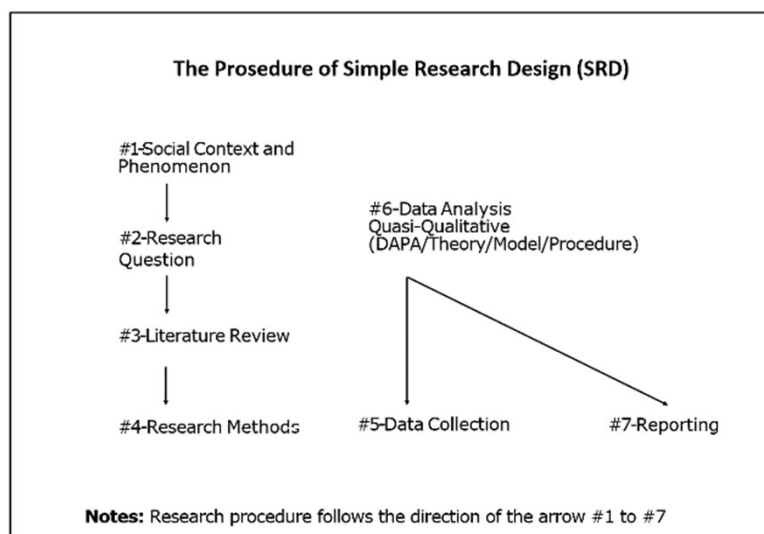 The Prosedure of Simple Research Design (SRD)
#1-Social Context and
Phenomenon
#2-Research
Question
#3-Literature Review
#4-Research Methods
#6-Data Analysis
Quasi-Qualitative
(DAPA/Theory/Model/Procedure)
#5-Data Collection
#7-Reporting
Notes: Research procedure follows the direction of the arrow #1 to #7